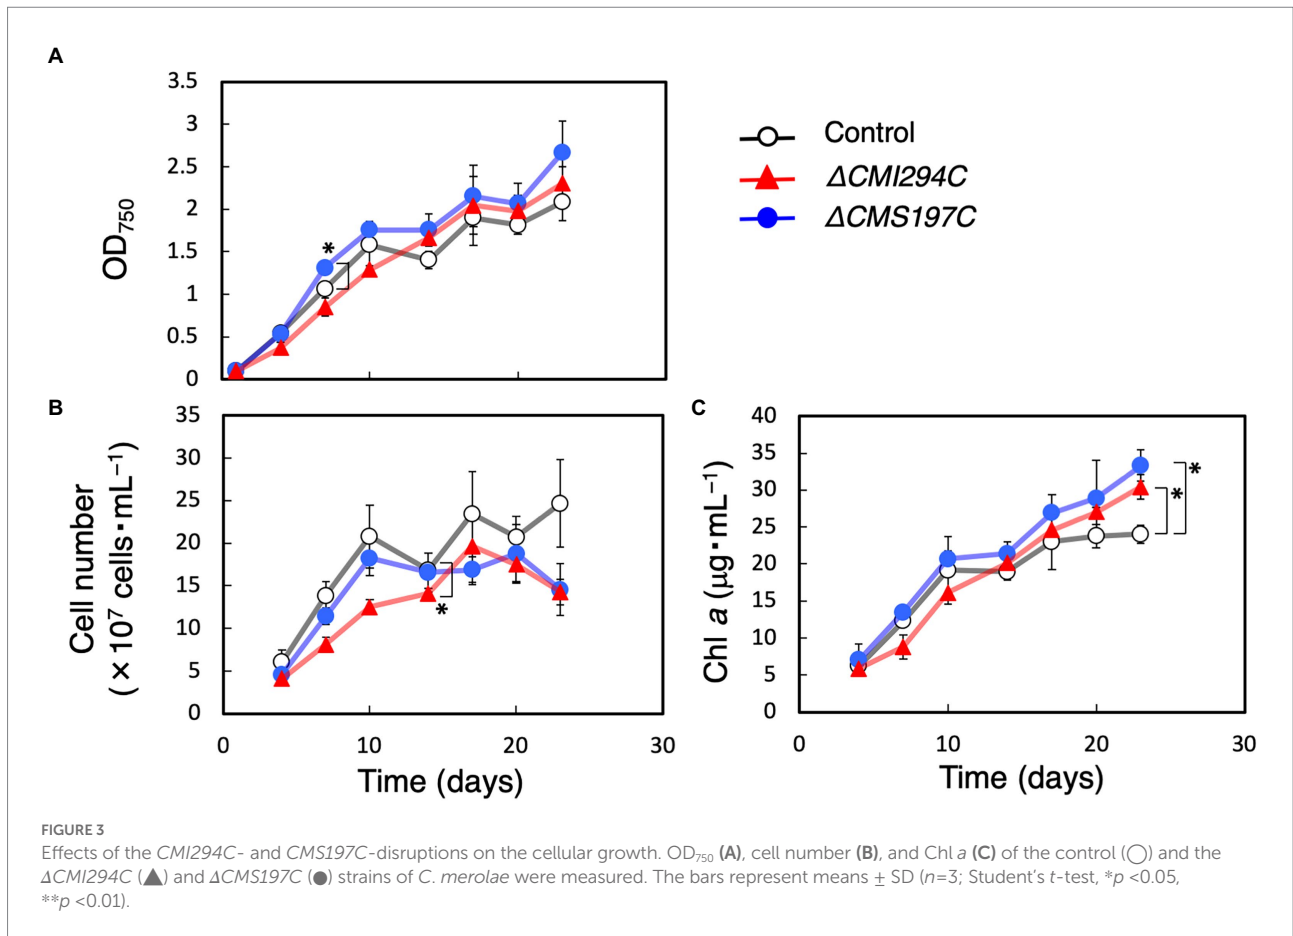 A
3.5
3
2.5
2
1.5
1
0.5
0
OD750
*
Control
ΔCMI294C
ΔCMS197C
B
35
30
25
20
15
10
5
0
Cell number
(×10⁷ cells・mL⁻¹)
*
0 10 20 30
Time (days)
C
40
35
30
25
20
15
10
5
0
Chl a (μg・mL⁻¹)
*
*
0 10 20 30
Time (days)
FIGURE 3
Effects of the CMI294C- and CMS197C-disruptions on the cellular growth. OD750 (A), cell number (B), and Chl a (C) of the control (○) and the
ΔCMI294C (▲) and ΔCMS197C (●) strains of C. merolae were measured. The bars represent means ± SD (n=3; Student's t-test, *p <0.05,
**p <0.01).